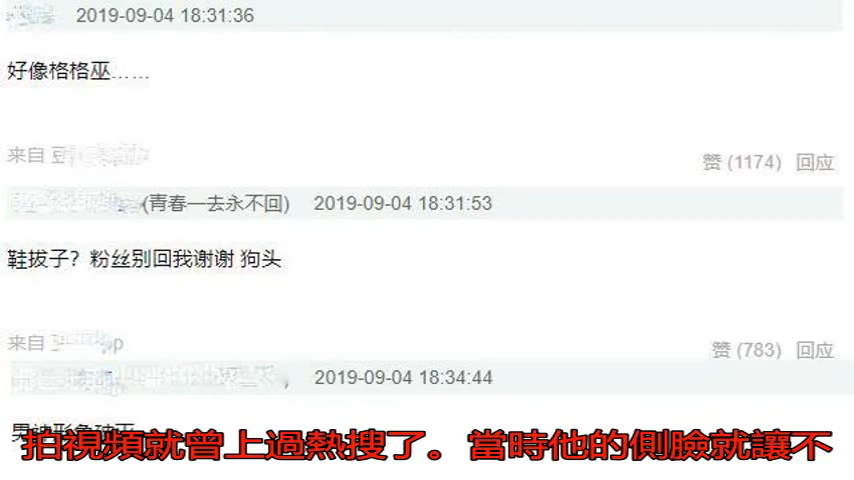 2019-09-04 18:31:36
好像格格巫……
来自 豆
赞 (1174) 回应
(青春一去永不回) 2019-09-04 18:31:53
鞋拔子？粉丝别回我谢谢 狗头
来自
p
赞 (783) 回应
2019-09-04 18:34:44
拍視頻就曾上過熱搜了。當時他的側臉就讓不